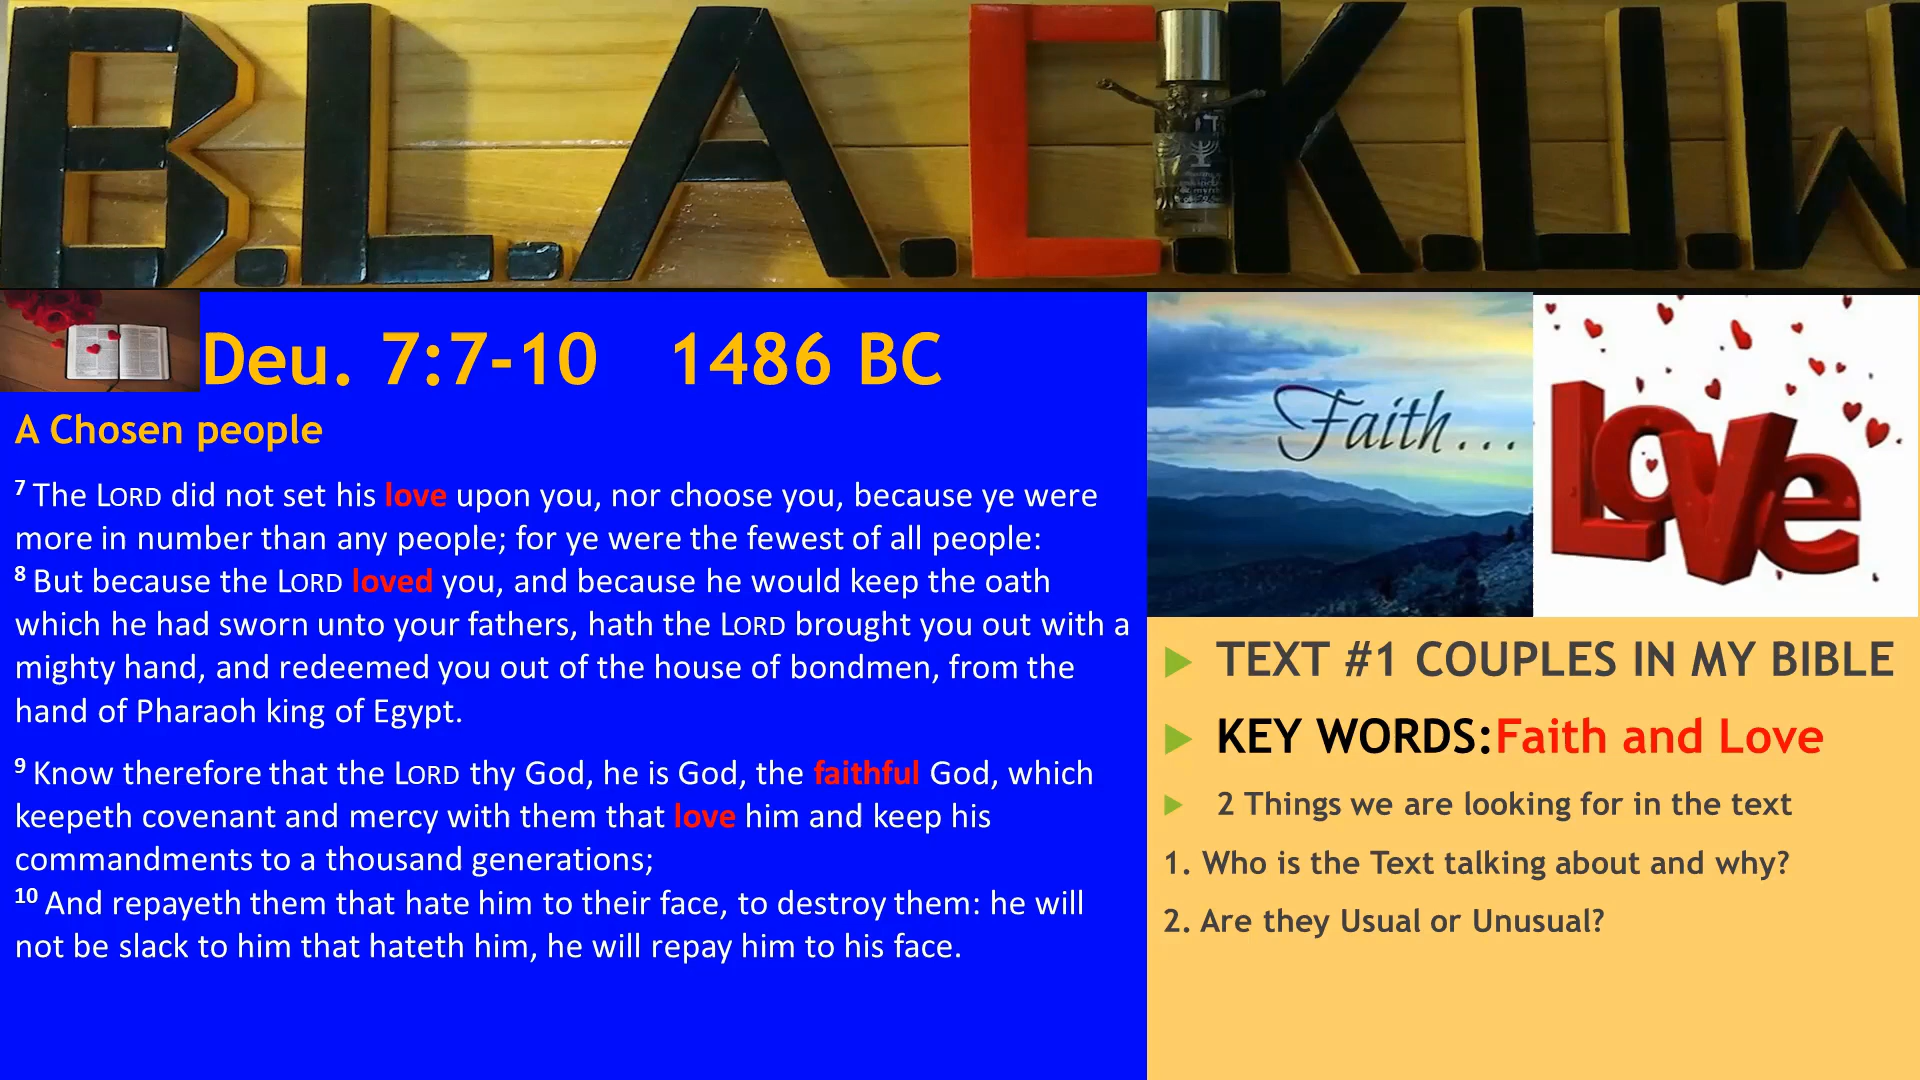 B.L.A.C.K.U.W
Deu. 7:7-10 1486 BC
A Chosen people
7 The LORD did not set his love upon you, nor choose you, because ye were
more in number than any people; for ye were the fewest of all people:
8 But because the LORD loved you, and because he would keep the oath
which he had sworn unto your fathers, hath the LORD brought you out with a
mighty hand, and redeemed you out of the house of bondmen, from the
hand of Pharaoh king of Egypt.
9 Know therefore that the LORD thy God, he is God, the faithful God, which
keepeth covenant and mercy with them that love him and keep his
commandments to a thousand generations;
10 And repayeth them that hate him to their face, to destroy them: he will
not be slack to him that hateth him, he will repay him to his face.
Faith...
Love
TEXT #1 COUPLES IN MY BIBLE
KEY WORDS:Faith and Love
2 Things we are looking for in the text
1. Who is the Text talking about and why?
2. Are they Usual or Unusual?